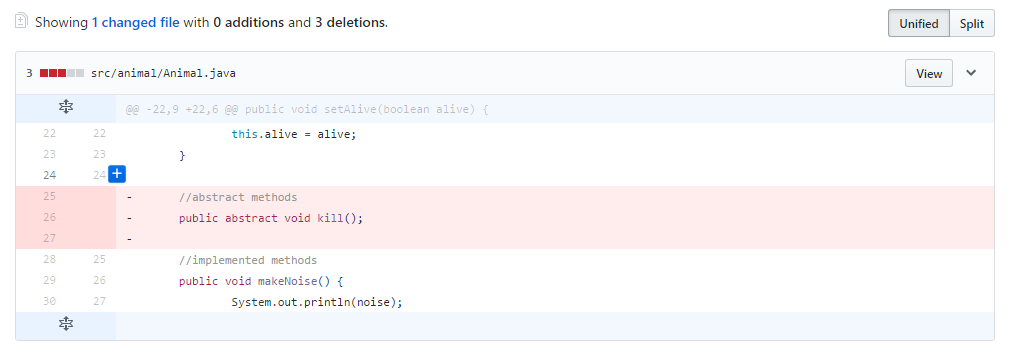 Showing 1 changed file with 0 additions and 3 deletions.
Unified Split
3 src/animal/Animal.java
View
@@ -22,9 +22,6 @@ public void setAlive(boolean alive) {
22 22 this.alive = alive;
23 23 }
24 24 +
25 - //abstract methods
26 - public abstract void kill();
27 -
28 25 //implemented methods
29 26 public void makeNoise() {
30 27 System.out.println(noise);